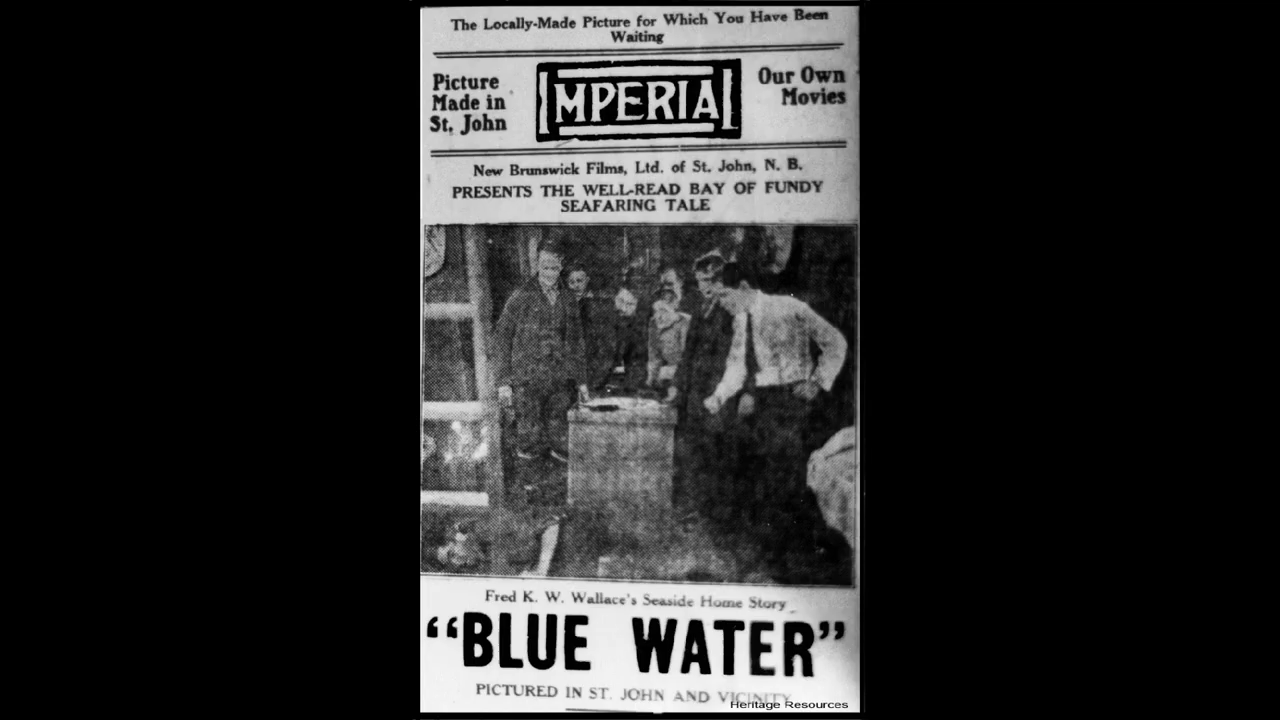 The Locally-Made Picture for Which You Have Been
Waiting
Picture
Made in
St. John
IMPERIAL
Our Own
Movies
New Brunswick Films, Ltd. of St. John, N. B.
PRESENTS THE WELL-READ BAY OF FUNDY
SEAFARING TALE
Fred K. W. Wallace's Seaside Home Story
“BLUE WATER”
PICTURED IN ST. JOHN AND VICINITY
Heritage Resources